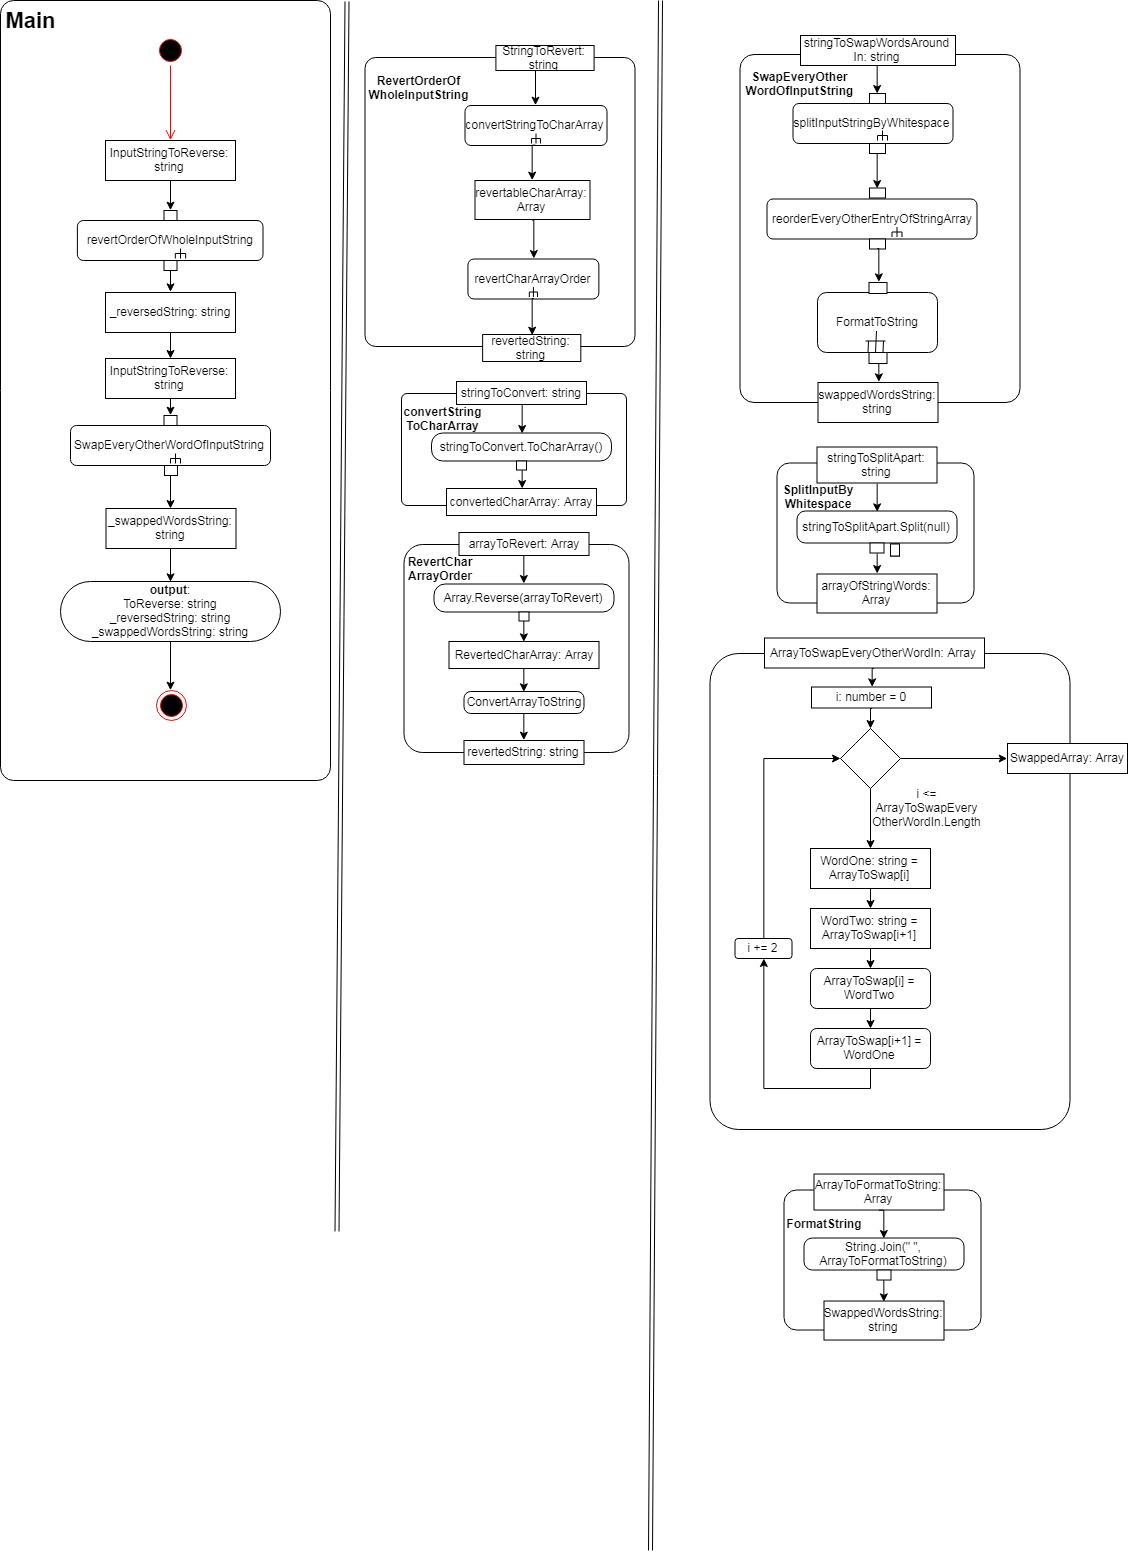 Main
InputStringToReverse:
string
revertOrderOfWholeInputString
_reversedString: string
InputStringToReverse:
string
SwapEveryOtherWordOfInputString
_swappedWordsString:
string
output:
ToReverse: string
_reversedString: string
_swappedWordsString: string
StringToRevert:
string
RevertOrderOf
WholeInputString
convertStringToCharArray
revertableCharArray:
Array
revertCharArrayOrder
revertedString:
string
stringToConvert: string
convertString
ToCharArray
stringToConvert.ToCharArray()
convertedCharArray: Array
arrayToRevert: Array
RevertChar
ArrayOrder
Array.Reverse(arrayToRevert)
RevertedCharArray: Array
ConvertArrayToString
revertedString: string
stringToSwapWordsAround
In: string
SwapEveryOther
WordOfInputString
splitInputStringByWhitespace
reorderEveryOtherEntryOfStringArray
FormatToString
swappedWordsString:
string
stringToSplitApart:
string
SplitInputBy
Whitespace
stringToSplitApart.Split(null)
arrayOfStringWords:
Array
ArrayToSwapEveryOtherWordIn: Array
i: number = 0
SwappedArray: Array
i <=
ArrayToSwapEvery
OtherWordIn.Length
WordOne: string =
ArrayToSwap[i]
WordTwo: string =
ArrayToSwap[i+1]
i += 2
ArrayToSwap[i] =
WordTwo
ArrayToSwap[i+1] =
WordOne
ArrayToFormatToString:
Array
FormatString
String.Join(" ",
ArrayToFormatToString)
SwappedWordsString:
string